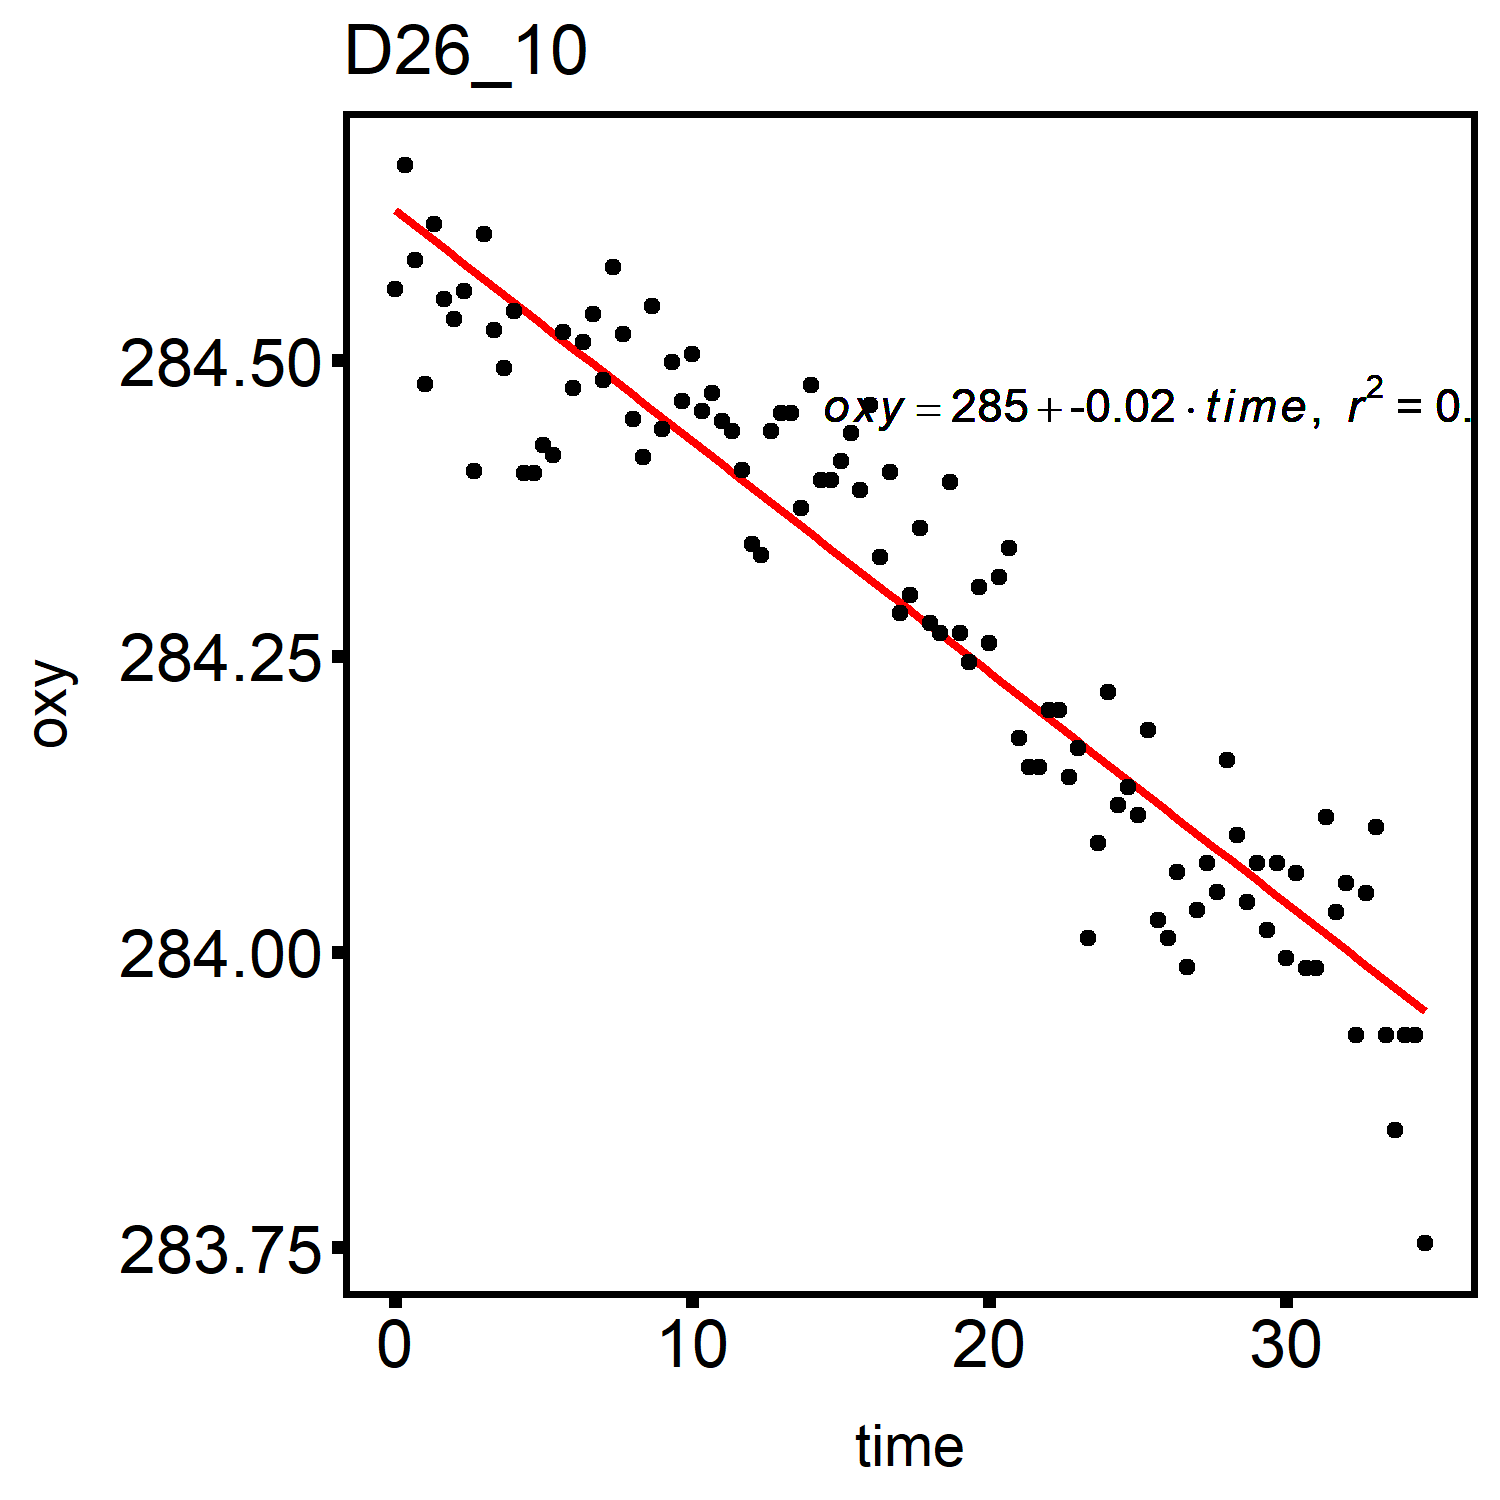 D26_10
284.50
284.25
284.00
283.75
oxy
oxy = 285 + -0.02 · time, r² = 0.
0 10 20 30
time